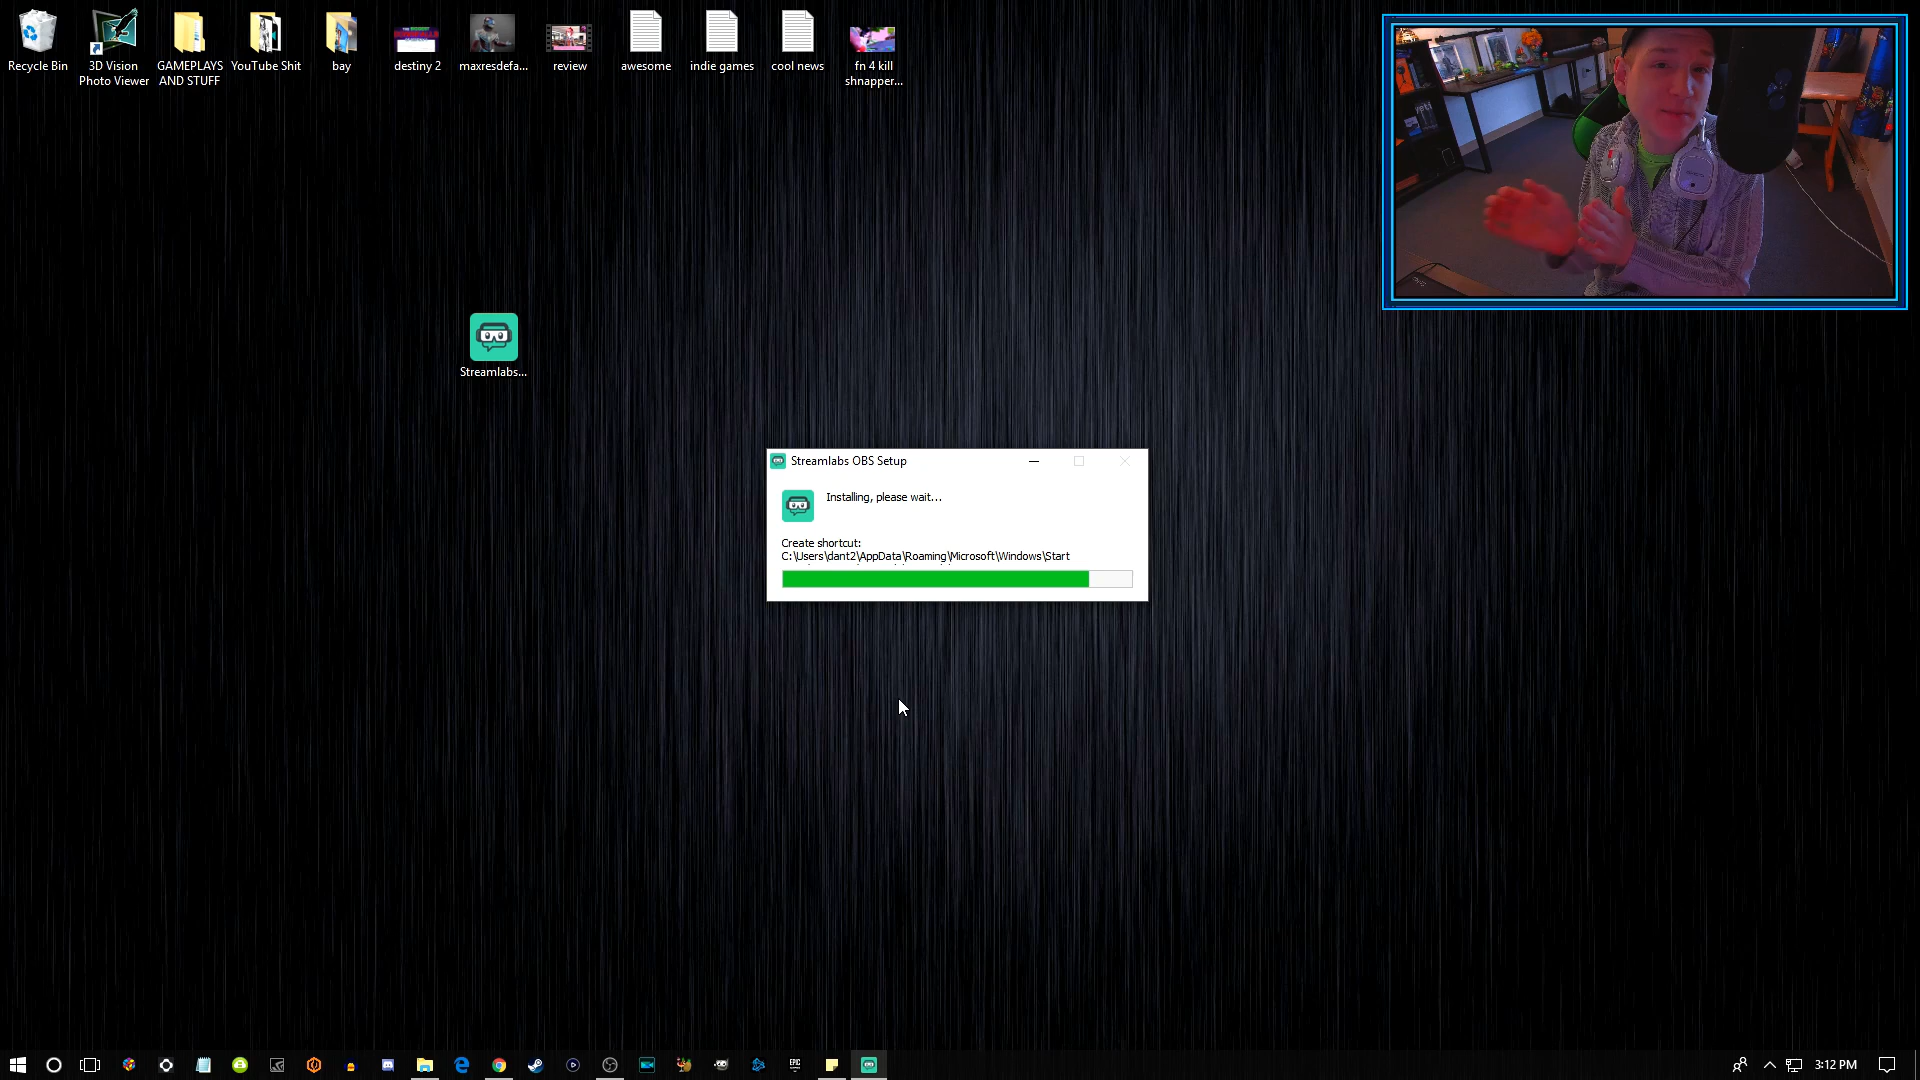 Recycle Bin
3D Vision
Photo Viewer
GAMEPLAYS
AND STUFF
YouTube Shit
bay
destiny 2
maxresdefa...
review
awesome
indie games
cool news
fn 4 kill
shnapper...
Streamlabs...
Streamlabs OBS Setup
Installing, please wait...
Create shortcut:
C:\Users\dant2\AppData\Roaming\Microsoft\Windows\Start
EPIC
3:12 PM